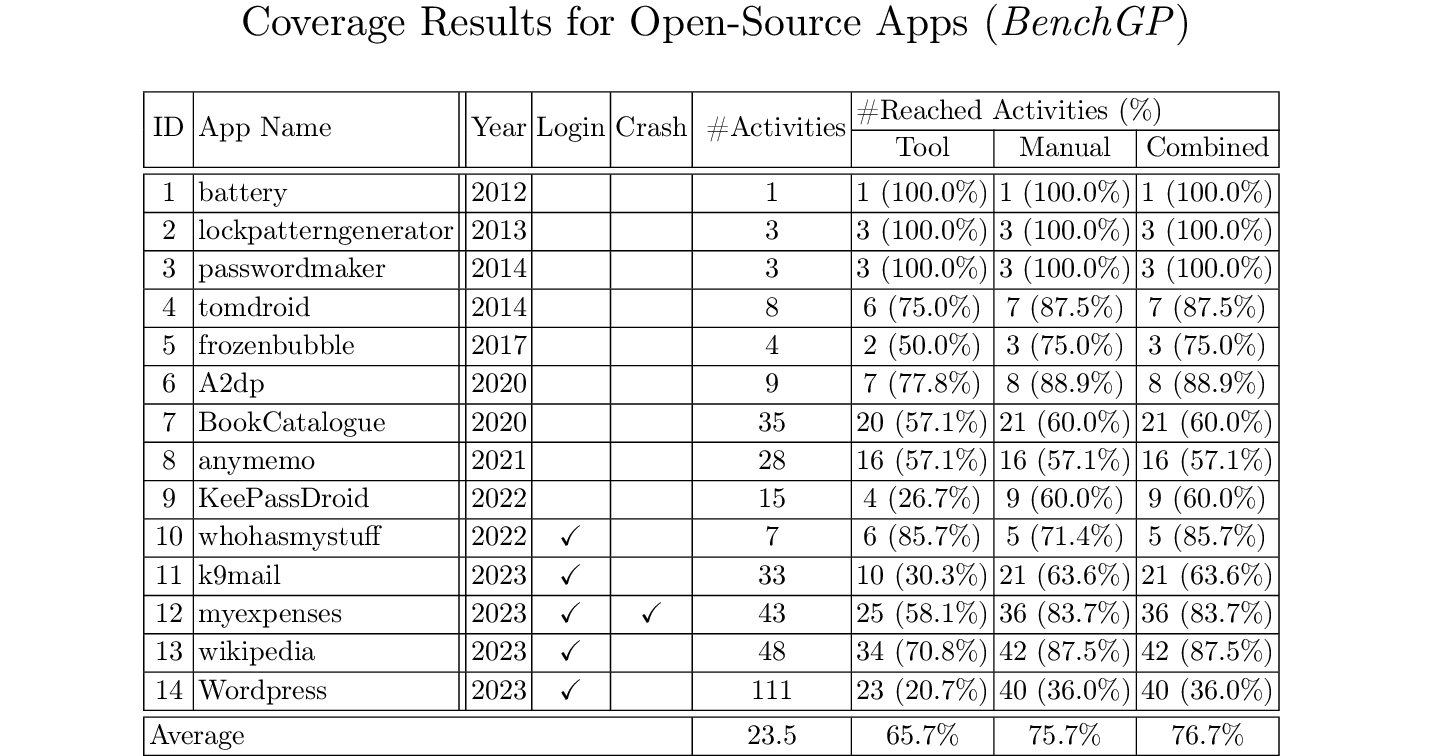 Coverage Results for Open-Source Apps (BenchGP)
ID App Name Year Login Crash #Activities #Reached Activities (%)
Tool Manual Combined
1 battery 2012 1 1 (100.0%) 1 (100.0%) 1 (100.0%)
2 lockpatterngenerator 2013 3 3 (100.0%) 3 (100.0%) 3 (100.0%)
3 passwordmaker 2014 3 3 (100.0%) 3 (100.0%) 3 (100.0%)
4 tomdroid 2014 8 6 (75.0%) 7 (87.5%) 7 (87.5%)
5 frozenbubble 2017 4 2 (50.0%) 3 (75.0%) 3 (75.0%)
6 A2dp 2020 9 7 (77.8%) 8 (88.9%) 8 (88.9%)
7 BookCatalogue 2020 35 20 (57.1%) 21 (60.0%) 21 (60.0%)
8 anymemo 2021 28 16 (57.1%) 16 (57.1%) 16 (57.1%)
9 KeePassDroid 2022 15 4 (26.7%) 9 (60.0%) 9 (60.0%)
10 whohasmystuff 2022 ✓ 7 6 (85.7%) 5 (71.4%) 5 (85.7%)
11 k9mail 2023 ✓ 33 10 (30.3%) 21 (63.6%) 21 (63.6%)
12 myexpenses 2023 ✓ ✓ 43 25 (58.1%) 36 (83.7%) 36 (83.7%)
13 wikipedia 2023 ✓ 48 34 (70.8%) 42 (87.5%) 42 (87.5%)
14 Wordpress 2023 ✓ 111 23 (20.7%) 40 (36.0%) 40 (36.0%)
Average 23.5 65.7% 75.7% 76.7%